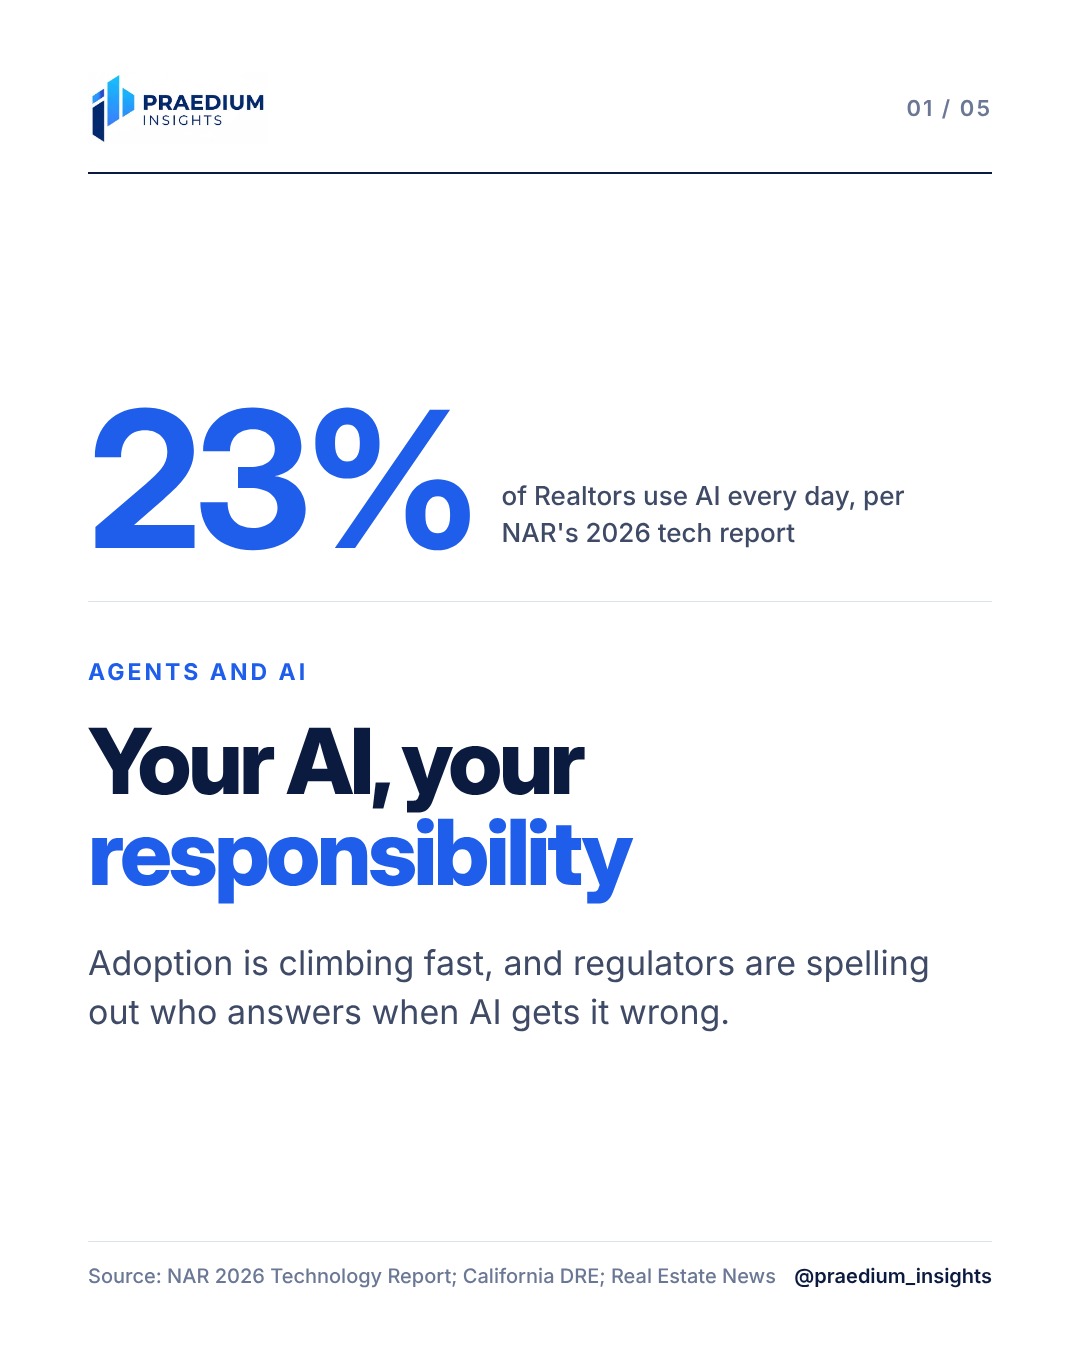 PRAEDIUM
INSIGHTS
01 / 05
23%
of Realtors use AI every day, per
NAR's 2026 tech report
AGENTS AND AI
Your AI, your
responsibility
Adoption is climbing fast, and regulators are spelling
out who answers when AI gets it wrong.
Source: NAR 2026 Technology Report; California DRE; Real Estate News
@praedium_insights